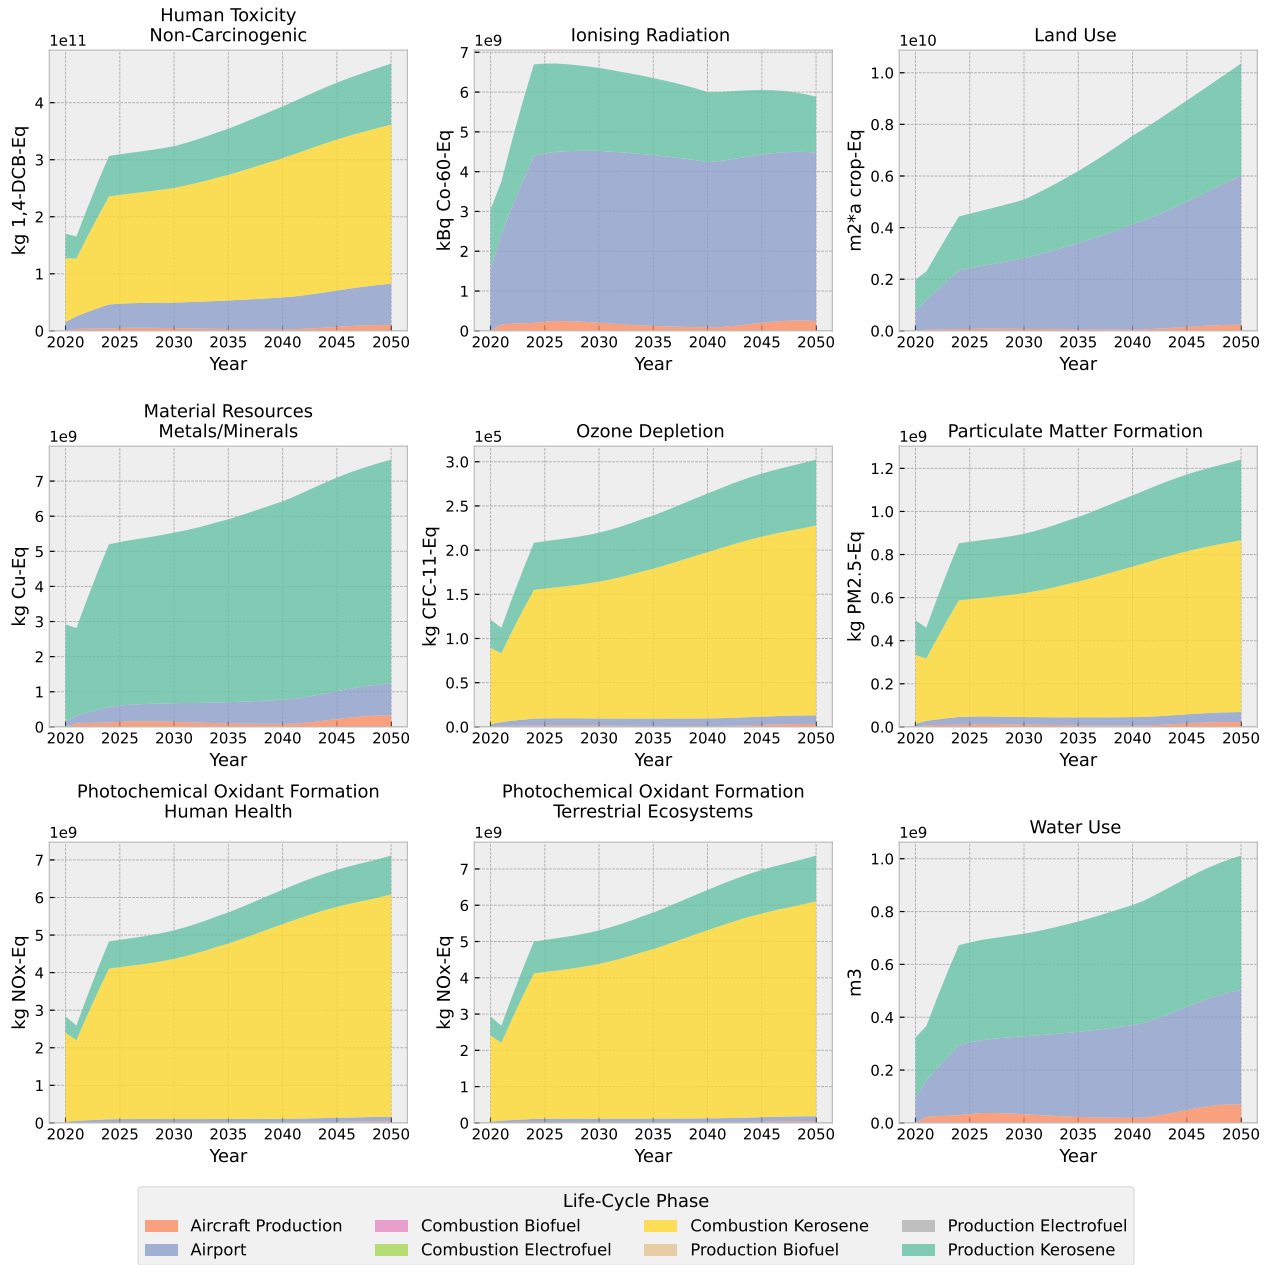 Human Toxicity
Non-Carcinogenic
1e11
kg 1,4-DCB-Eq
4
3
2
1
0
2020 2025 2030 2035 2040 2045 2050
Year
Ionising Radiation
1e9
kBq Co-60-Eq
7
6
5
4
3
2
1
0
2020 2025 2030 2035 2040 2045 2050
Year
Land Use
1e10
m2*a crop-Eq
1.0
0.8
0.6
0.4
0.2
0.0
2020 2025 2030 2035 2040 2045 2050
Year
Material Resources
Metals/Minerals
1e9
kg Cu-Eq
7
6
5
4
3
2
1
0
2020 2025 2030 2035 2040 2045 2050
Year
Ozone Depletion
1e5
kg CFC-11-Eq
3.0
2.5
2.0
1.5
1.0
0.5
0.0
2020 2025 2030 2035 2040 2045 2050
Year
Particulate Matter Formation
1e9
kg PM2.5-Eq
1.2
1.0
0.8
0.6
0.4
0.2
0.0
2020 2025 2030 2035 2040 2045 2050
Year
Photochemical Oxidant Formation
Human Health
1e9
kg NOx-Eq
7
6
5
4
3
2
1
0
2020 2025 2030 2035 2040 2045 2050
Year
Photochemical Oxidant Formation
Terrestrial Ecosystems
1e9
kg NOx-Eq
7
6
5
4
3
2
1
0
2020 2025 2030 2035 2040 2045 2050
Year
Water Use
1e9
m3
1.0
0.8
0.6
0.4
0.2
0.0
2020 2025 2030 2035 2040 2045 2050
Year
Life-Cycle Phase
Aircraft Production Combustion Biofuel Combustion Kerosene Production Electrofuel
Airport Combustion Electrofuel Production Biofuel Production Kerosene